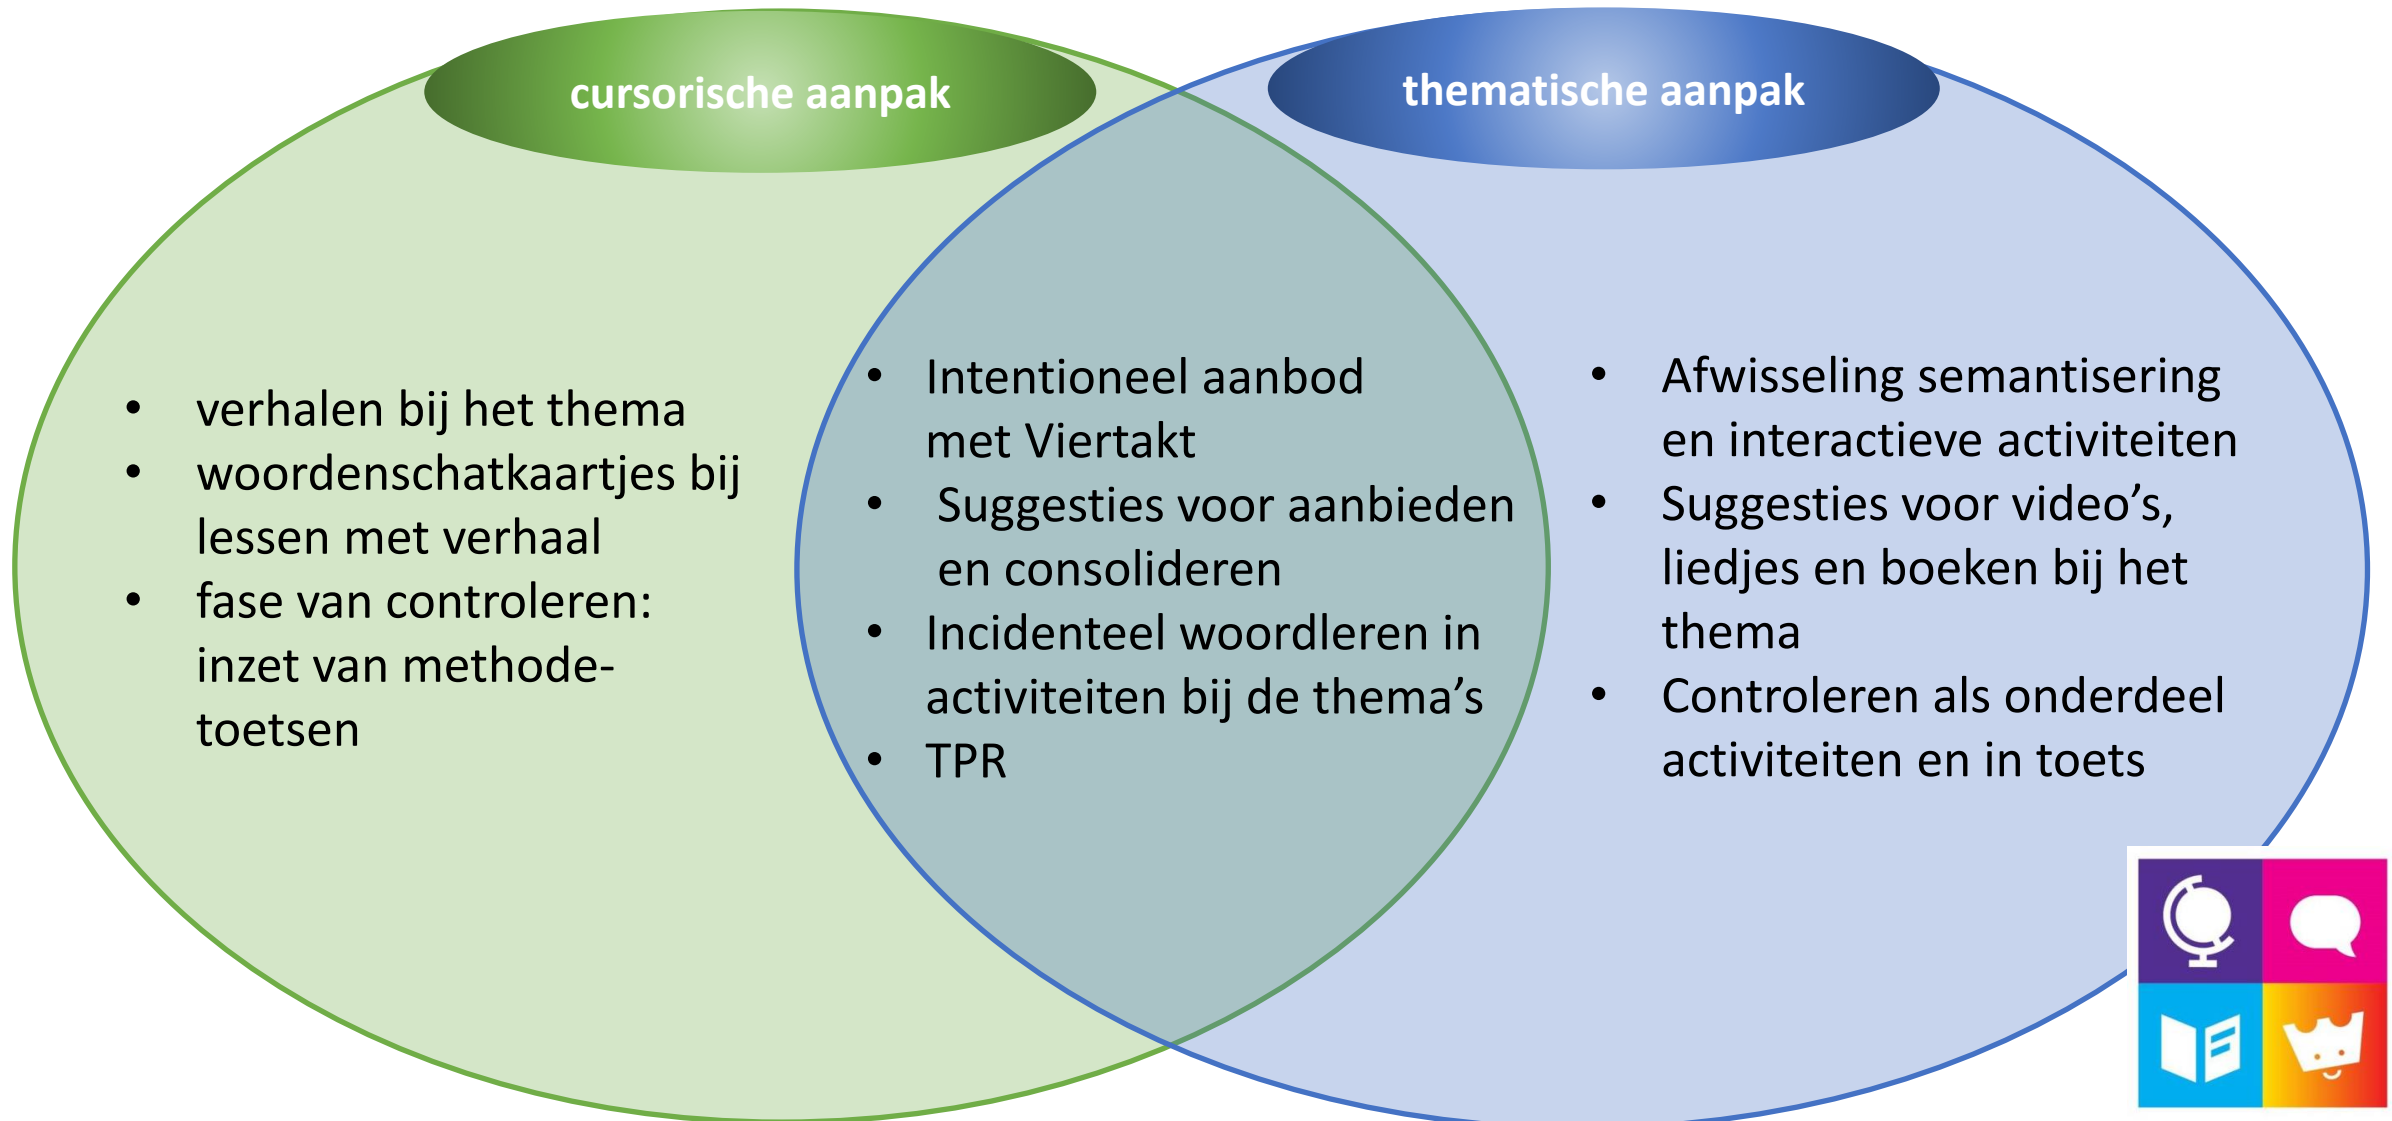 cursorische aanpak
thematische aanpak
• verhalen bij het thema
• woordenschatkaartjes bij
lessen met verhaal
• fase van controleren:
inzet van methode-
toetsen
• Intentioneel aanbod
met Viertakt
• Suggesties voor aanbieden
en consolideren
• Incidenteel woordleren in
activiteiten bij de thema’s
• TPR
• Afwisseling semantisering
en interactieve activiteiten
• Suggesties voor video’s,
liedjes en boeken bij het
thema
• Controleren als onderdeel
activiteiten en in toets